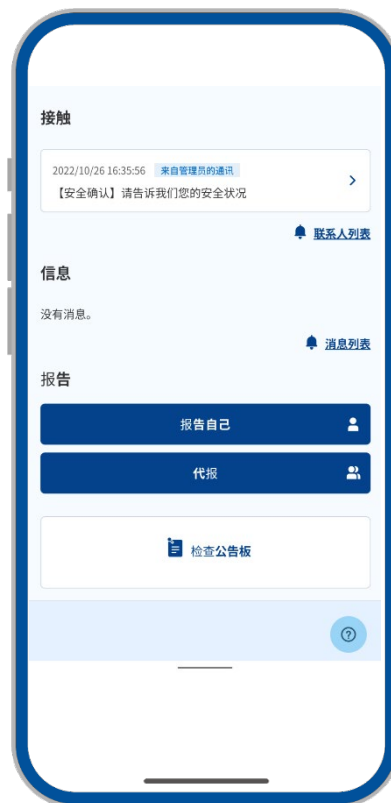 接触
2022/10/26 16:35:56 来自管理员的通讯
【安全确认】请告诉我们您的安全状况
联系人列表
信息
没有消息。
消息列表
报告
报告自己
代报
检查公告板
?